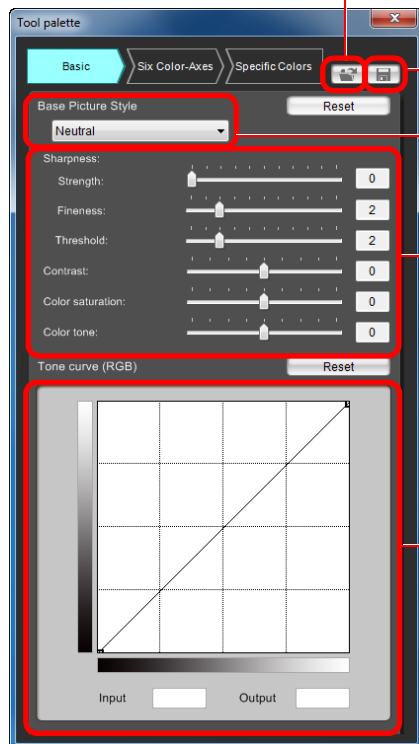 Tool palette
Basic Six Color-Axes Specific Colors
Base Picture Style Reset
Neutral
Sharpness:
Strength: 0
Fineness: 2
Threshold: 2
Contrast: 0
Color saturation: 0
Color tone: 0
Tone curve (RGB) Reset
Input Output